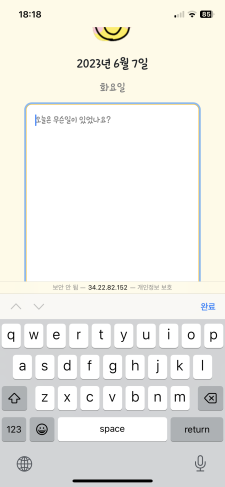 18:18
86
2023년 6월 7일
화요일
오늘은 무슨일이 있었나요?
보안 안 됨 — 34.22.82.152 — 개인정보 보호
완료
q w e r t y u i o p
a s d f g h j k l
z x c v b n m
123 space return